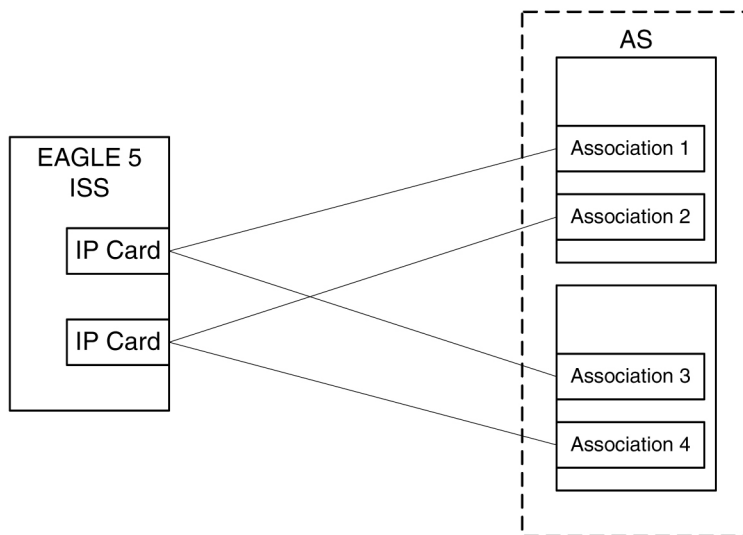 EAGLE 5
ISS
IP Card
IP Card
AS
Association 1
Association 2
Association 3
Association 4